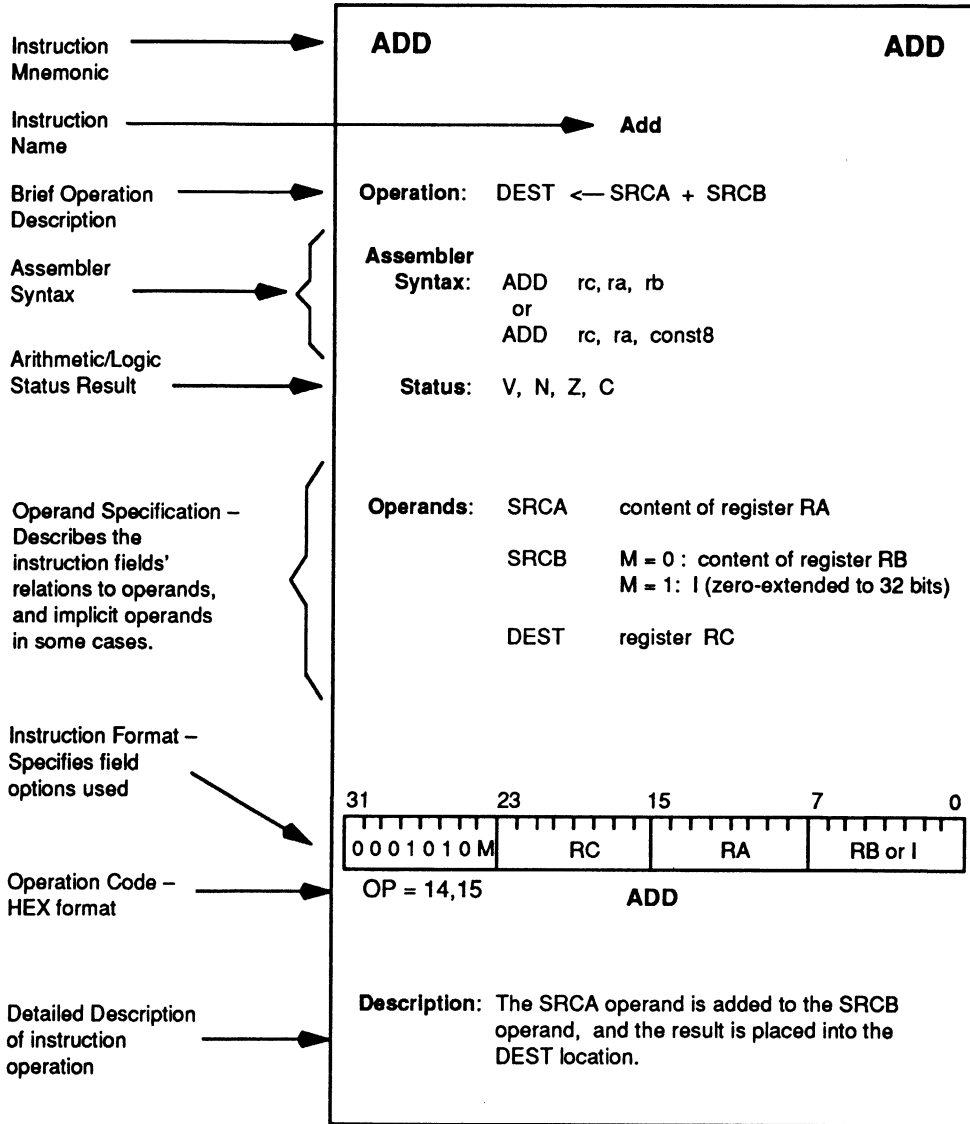 Instruction
Mnemonic
ADD ADD
Instruction
Name
Add
Brief Operation
Description
Operation: DEST <— SRCA + SRCB
Assembler
Syntax
Assembler
Syntax: ADD rc, ra, rb
or
ADD rc, ra, const8
Arithmetic/Logic
Status Result
Status: V, N, Z, C
Operand Specification –
Describes the
instruction fields'
relations to operands,
and implicit operands
in some cases.
Operands: SRCA content of register RA
SRCB M = 0 : content of register RB
M = 1: I (zero-extended to 32 bits)
DEST register RC
Instruction Format –
Specifies field
options used
31 23 15 7 0
0 0 0 1 0 1 0 M RC RA RB or I
Operation Code –
HEX format
OP = 14,15 ADD
Detailed Description
of instruction
operation
Description: The SRCA operand is added to the SRCB
operand, and the result is placed into the
DEST location.